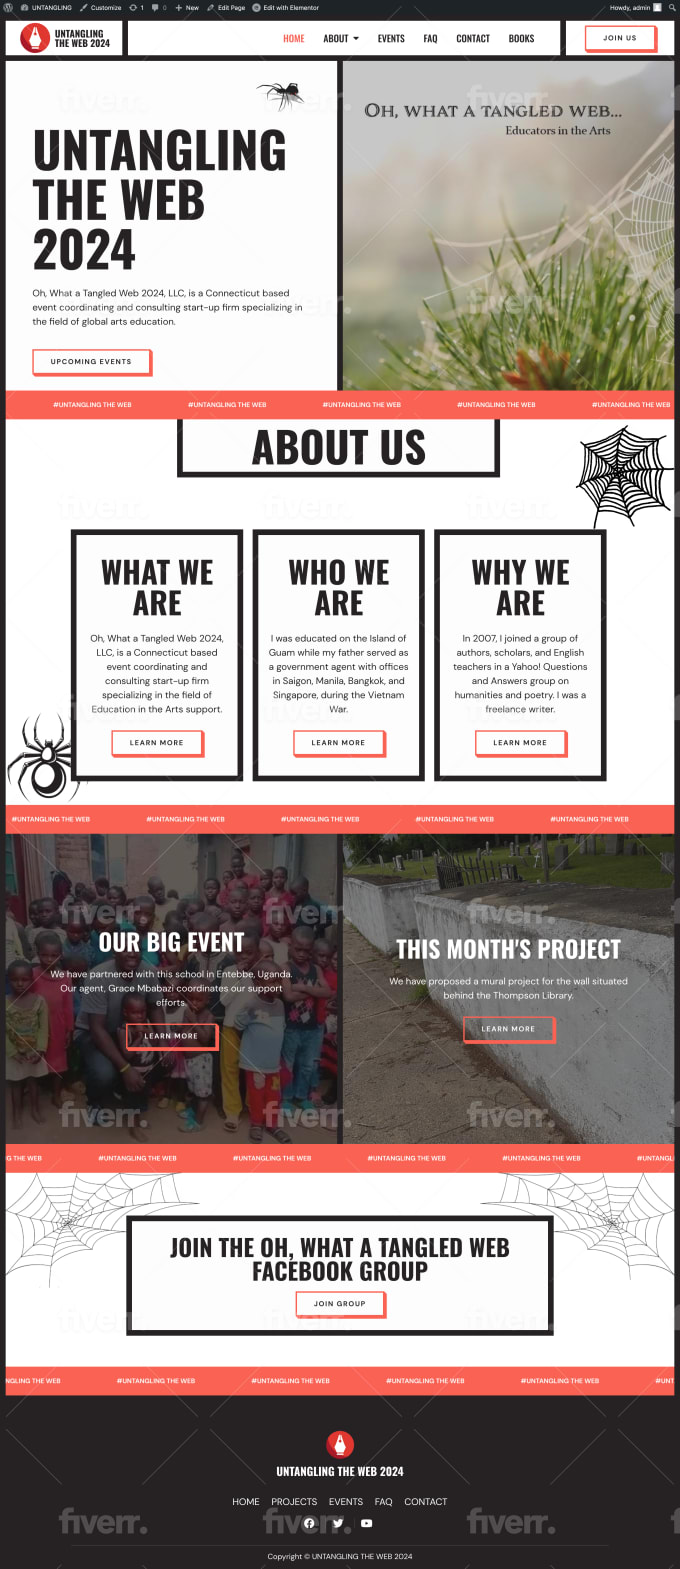 UNTANGLING Customize 1 0 New Edit Page Edit with Elementor Howdy, admin
UNTANGLING
THE WEB 2024
HOME ABOUT EVENTS FAQ CONTACT BOOKS
JOIN US
UNTANGLING
THE WEB
2024
Oh, What a Tangled Web 2024, LLC, is a Connecticut based
event coordinating and consulting start-up firm specializing in
the field of global arts education.
UPCOMING EVENTS
OH, WHAT A TANGLED WEB...
Educators in the Arts
#UNTANGLING THE WEB #UNTANGLING THE WEB #UNTANGLING THE WEB #UNTANGLING THE WEB #UNTANGLING THE WEB
ABOUT US
WHAT WE
ARE
Oh, What a Tangled Web 2024,
LLC, is a Connecticut based
event coordinating and
consulting start-up firm
specializing in the field of
Education in the Arts support.
LEARN MORE
WHO WE
ARE
I was educated on the Island of
Guam while my father served as
a government agent with offices
in Saigon, Manila, Bangkok, and
Singapore, during the Vietnam
War.
LEARN MORE
WHY WE
ARE
In 2007, I joined a group of
authors, scholars, and English
teachers in a Yahoo! Questions
and Answers group on
humanities and poetry. I was a
freelance writer.
LEARN MORE
#UNTANGLING THE WEB #UNTANGLING THE WEB #UNTANGLING THE WEB #UNTANGLING THE WEB #UNTANGLING THE WEB
OUR BIG EVENT
We have partnered with this school in Entebbe, Uganda.
Our agent, Grace Mbabazi coordinates our support
efforts.
LEARN MORE
THIS MONTH'S PROJECT
We have proposed a mural project for the wall situated
behind the Thompson Library.
LEARN MORE
G THE WEB #UNTANGLING THE WEB #UNTANGLING THE WEB #UNTANGLING THE WEB #UNTANGLING THE WEB #UNTANGL
JOIN THE OH, WHAT A TANGLED WEB
FACEBOOK GROUP
JOIN GROUP
NGLING THE WEB #UNTANGLING THE WEB #UNTANGLING THE WEB #UNTANGLING THE WEB #UNTANGLING THE WEB #UNT
UNTANGLING THE WEB 2024
HOME PROJECTS EVENTS FAQ CONTACT
fiverr. fiverr. fiverr.
Copyright © UNTANGLING THE WEB 2024